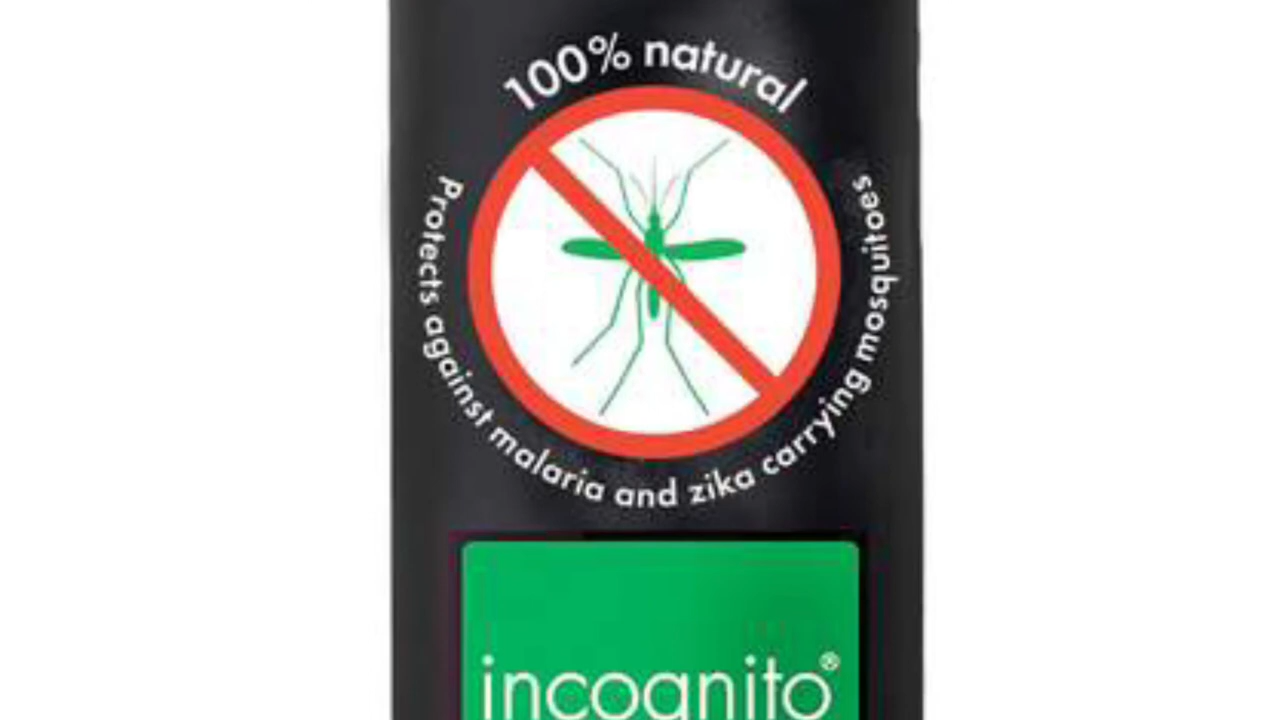 100% natural
Protects against malaria and zika carrying mosquitoes
incognito®